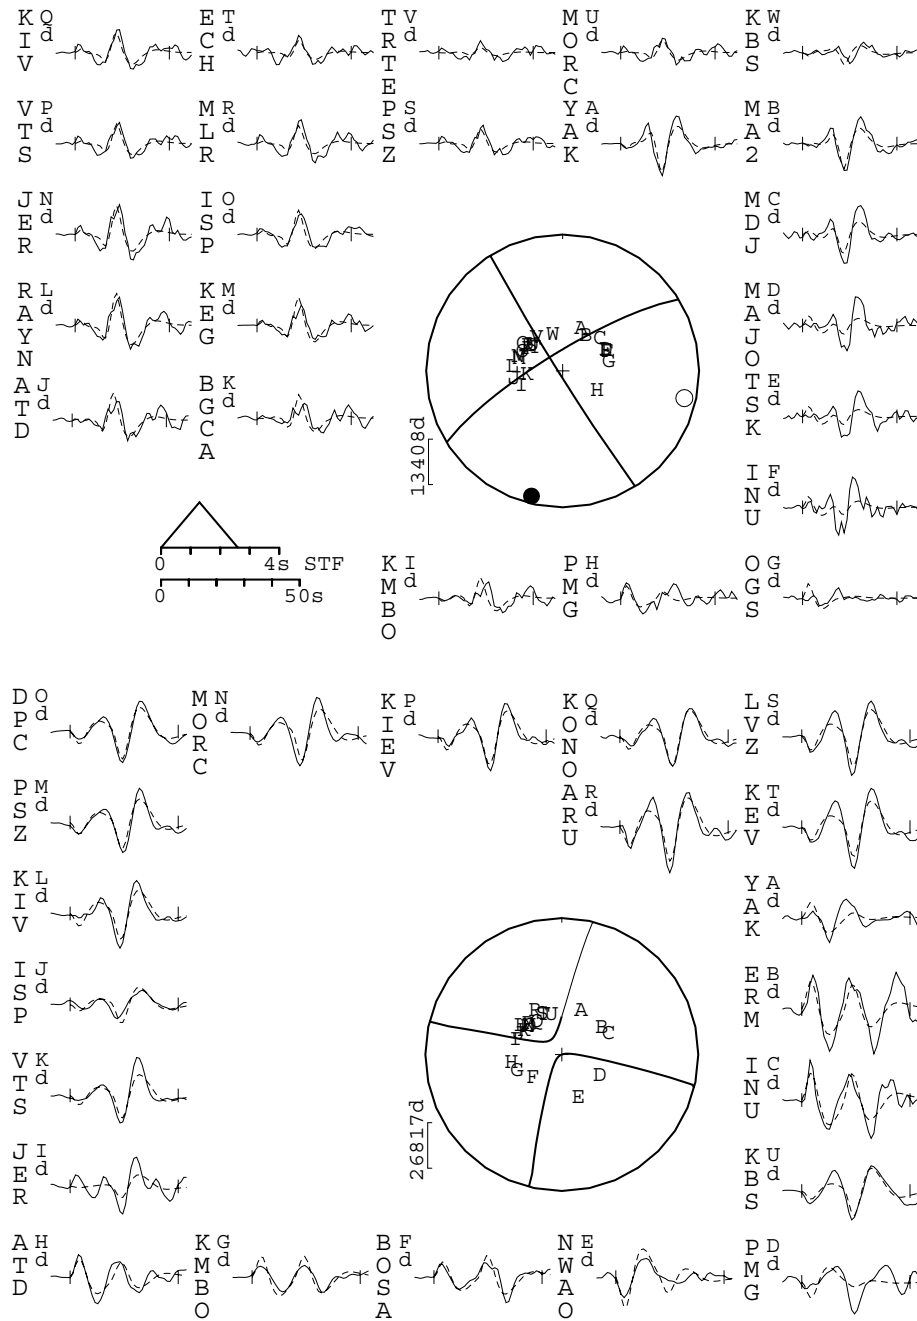 KIV Q d
ECH T d
TRTE V d
MORC U d
KBS W d
VTS P d
MLR R d
PSZ S d
YAK A d
MA2 B d
JER N d
ISP O d
MDJ C d
RAYN L d
KEG M d
MAJO D d
ATD J d
BGCA K d
TSK E d
INU F d
A
B
C
G
H
I
J
K
L
N
V
W
13408d
0 4s STF
0 50s
KMBO I d
PMG H d
OGS G d
DPC O d
MORC N d
KIEV P d
KONO Q d
LVZ S d
PSZ M d
ARU R d
KEV T d
KIV L d
YAK A d
ISP J d
ERM B d
VTS K d
INU C d
JER I d
KBS U d
A
B
C
D
E
F
G
H
I
Q
R
U
26817d
ATD H d
KMBO G d
BOSA F d
NWAO E d
PMG D d